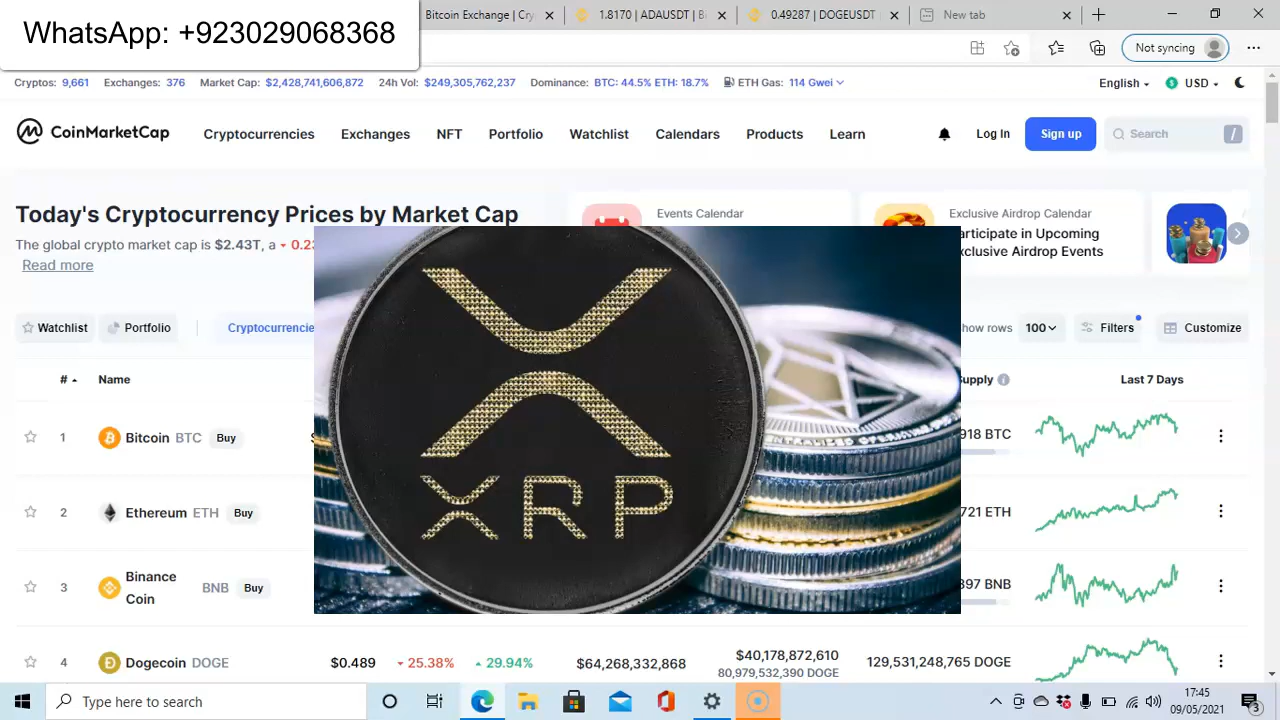 WhatsApp: +923029068368
Bitcoin Exchange | Cryp
1.9730 | ADAUSDT | Bi
0.49287 | DOGEUSDT
New tab
Not syncing
Cryptos: 9,661 Exchanges: 376 Market Cap: $2,428,741,606,872 24h Vol: $249,305,762,237 Dominance: BTC: 44.5% ETH: 18.7% ETH Gas: 114 Gwei
English USD
CoinMarketCap Cryptocurrencies Exchanges NFT Portfolio Watchlist Calendars Products Learn Log In Sign up Search /
Today's Cryptocurrency Prices by Market Cap
The global crypto market cap is $2.43T, a
Read more
Events Calendar
Exclusive Airdrop Calendar
articipate in Upcoming
xclusive Airdrop Events
Watchlist Portfolio Cryptocurrencie
how rows 100 Filters Customize
# Name upply Last 7 Days
1 Bitcoin BTC Buy 918 BTC
2 Ethereum ETH Buy 721 ETH
3 Binance Coin BNB Buy 397 BNB
4 Dogecoin DOGE $0.489 25.38% 29.94% $64,268,332,868 $40,178,872,610 129,531,248,765 DOGE
80,979,532,390 DOGE
XRP
Type here to search
17:45
09/05/2021
3